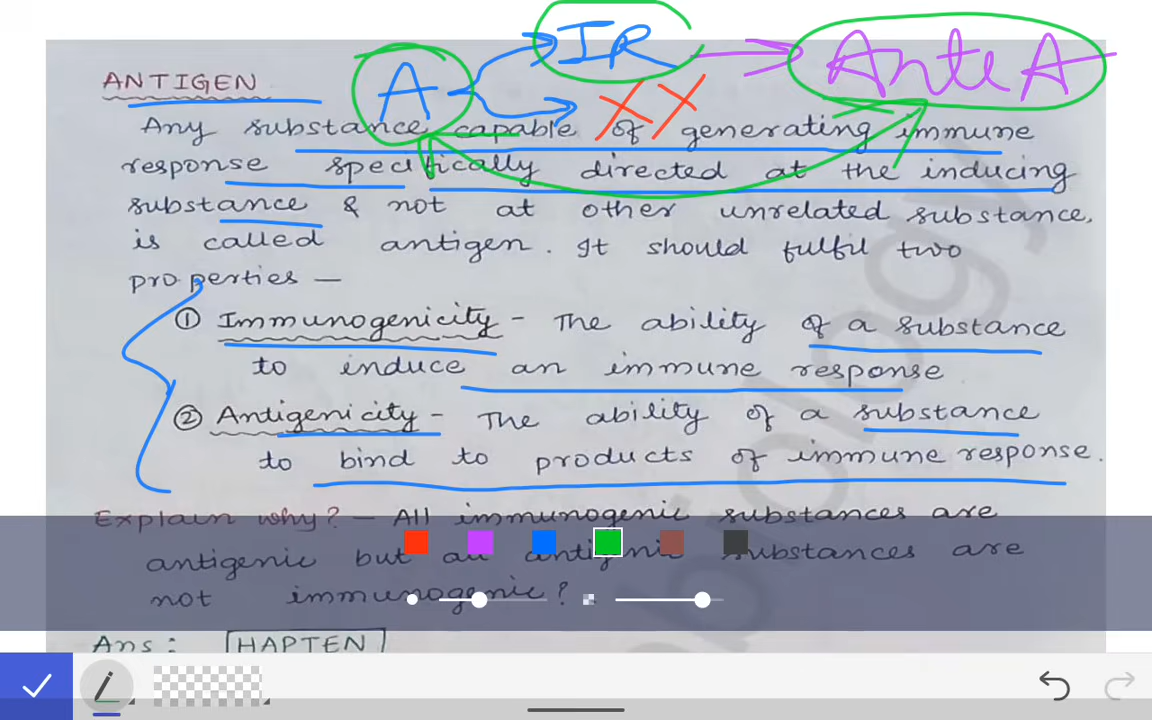 A IR Anti A
XX
ANTIGEN
Any substance capable of generating immune
response specifically directed at the inducing
substance & not at other unrelated substance,
is called antigen. It should fulfil two
properties —
① Immunogenicity - The ability of a substance
to induce an immune response
② Antigenicity - The ability of a substance
to bind to products of immune response.
Explain why? - All immunogenic substances are
antigenic but all antigenic substances are
not immunogenic?
Ans : HAPTEN
biology